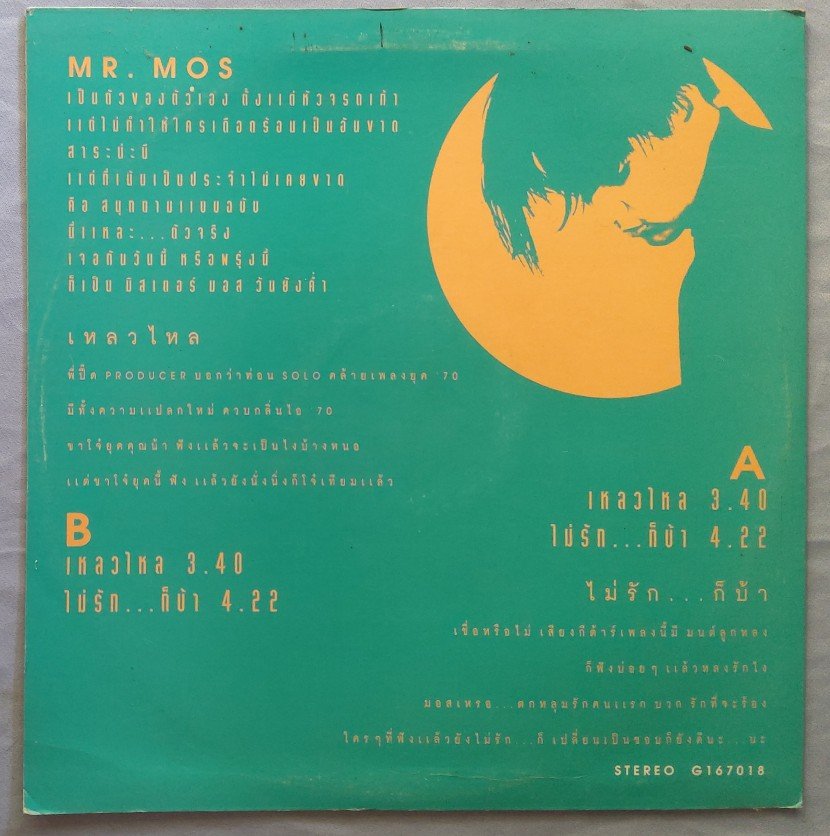 MR. MOS
เป็นตัวของตัวเอง ตั้งแต่หัวจรดเท้า
แต่ไม่ทำให้ใครเดือดร้อนเป็นอันขาด
สาระน่ะมี
แต่ที่เน้นเป็นประจำไม่เคยขาด
คือ สนุกตามแบบฉบับ
นี่แหละ...ตัวจริง
เจอกันวันนี้ หรือพรุ่งนี้
ก็เป็น มิสเตอร์ มอส วันยังค่ำ
เหลวไหล
พี่ปื๊ด PRODUCER บอกว่าท่อน SOLO คล้ายเพลงยุค '70
มีทั้งความแปลกใหม่ ควบกลิ่นไอ '70
ขาโจ๋ยุคคุณน้า ฟังแล้วจะเป็นไงบ้างหนอ
แต่ขาโจ๋ยุคนี้ ฟัง แล้วยังนั่งนิ่งก็โจ๋เทียมแล้ว
B
เหลวไหล 3.40
ไม่รัก...ก็บ้า 4.22
A
เหลวไหล 3.40
ไม่รัก...ก็บ้า 4.22
ไม่รัก...ก็บ้า
เชื่อหรือไม่ เสียงกีต้าร์เพลงนี้มี มนต์ลูกหลง
ก็ฟังบ่อยๆ แล้วหลงรักไง
มอสเหรอ...ตกหลุมรักคนแรก บวก รักที่จะร้อง
ใครๆที่ฟังแล้วยังไม่รัก...ก็ เปลี่ยนเป็นชอบก็ยังดีนะ...นะ
STEREO G167018